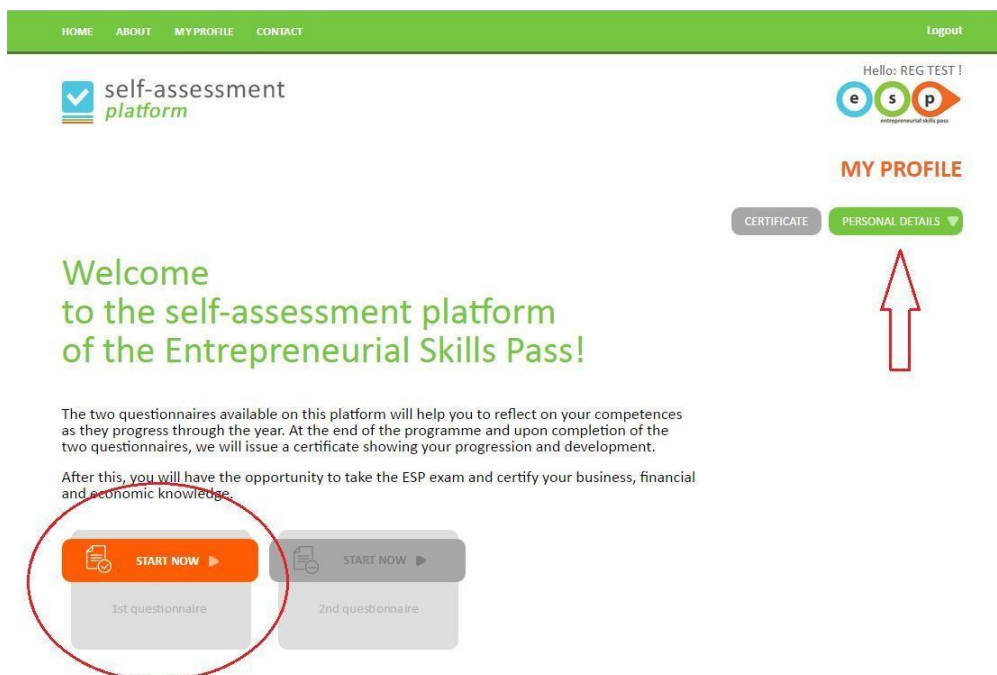 HOME ABOUT MY PROFILE CONTACT Logout
Hello: REG TEST !
self-assessment
platform
e s p
entrepreneurial skills pass
MY PROFILE
CERTIFICATE PERSONAL DETAILS
Welcome
to the self-assessment platform
of the Entrepreneurial Skills Pass!
The two questionnaires available on this platform will help you to reflect on your competences
as they progress through the year. At the end of the programme and upon completion of the
two questionnaires, we will issue a certificate showing your progression and development.
After this, you will have the opportunity to take the ESP exam and certify your business, financial
and economic knowledge.
START NOW START NOW
1st questionnaire 2nd questionnaire